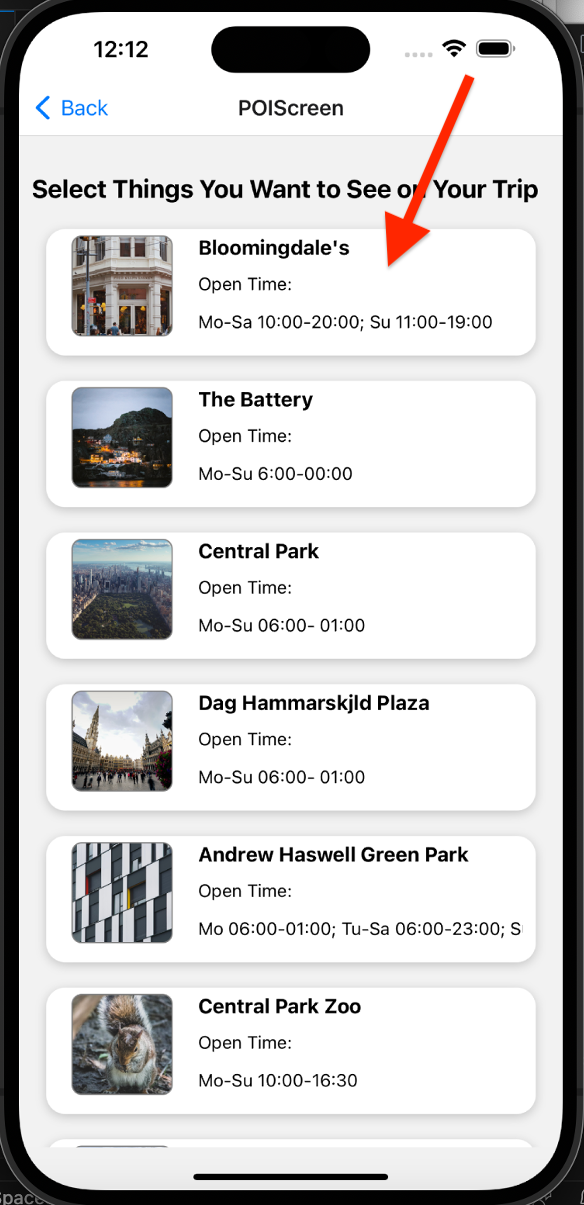 12:12
Back
POIScreen
Select Things You Want to See on Your Trip
Bloomingdale's
Open Time:
Mo-Sa 10:00-20:00; Su 11:00-19:00
The Battery
Open Time:
Mo-Su 6:00-00:00
Central Park
Open Time:
Mo-Su 06:00- 01:00
Dag Hammarskjld Plaza
Open Time:
Mo-Su 06:00- 01:00
Andrew Haswell Green Park
Open Time:
Mo 06:00-01:00; Tu-Sa 06:00-23:00; S
Central Park Zoo
Open Time:
Mo-Su 10:00-16:30
Space